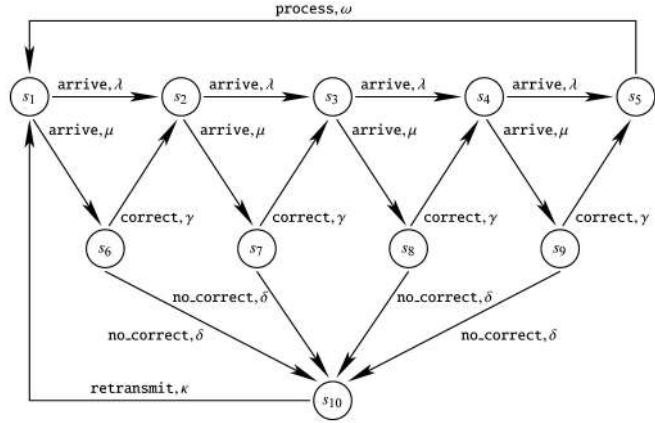 process, ω
s1 arrive, λ s2 arrive, λ s3 arrive, λ s4 arrive, λ s5
arrive, μ arrive, μ arrive, μ arrive, μ
correct, γ correct, γ correct, γ correct, γ
s6 s7 s8 s9
no_correct, δ no_correct, δ
no_correct, δ no_correct, δ
retransmit, κ s10